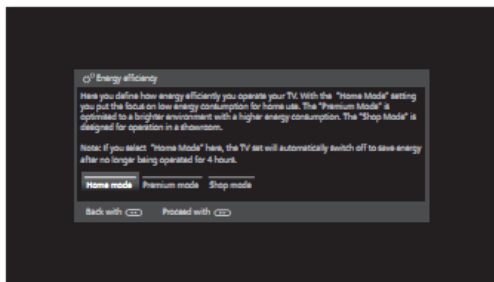 Energy efficiency
Here you define how energy efficiently you operate your TV. With the "Home Mode" setting
you put the focus on low energy consumption for home use. The "Premium Mode" is
optimised to a brighter environment with a higher energy consumption. The "Shop Mode" is
designed for operation in a showroom.
Note: If you select "Home Mode" here, the TV set will automatically switch off to save energy
after no longer being operated for 4 hours.
Home mode Premium mode Shop mode
Back with Proceed with